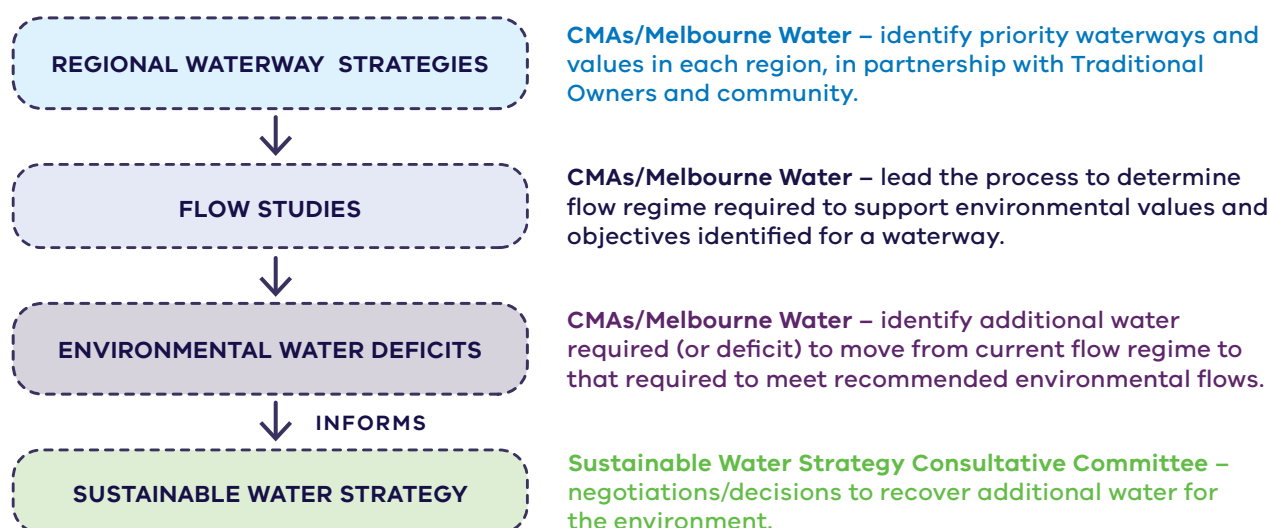 REGIONAL WATERWAY STRATEGIES
CMAs/Melbourne Water – identify priority waterways and
values in each region, in partnership with Traditional
Owners and community.
FLOW STUDIES
CMAs/Melbourne Water – lead the process to determine
flow regime required to support environmental values and
objectives identified for a waterway.
ENVIRONMENTAL WATER DEFICITS
CMAs/Melbourne Water – identify additional water
required (or deficit) to move from current flow regime to
that required to meet recommended environmental flows.
INFORMS
SUSTAINABLE WATER STRATEGY
Sustainable Water Strategy Consultative Committee –
negotiations/decisions to recover additional water for
the environment.